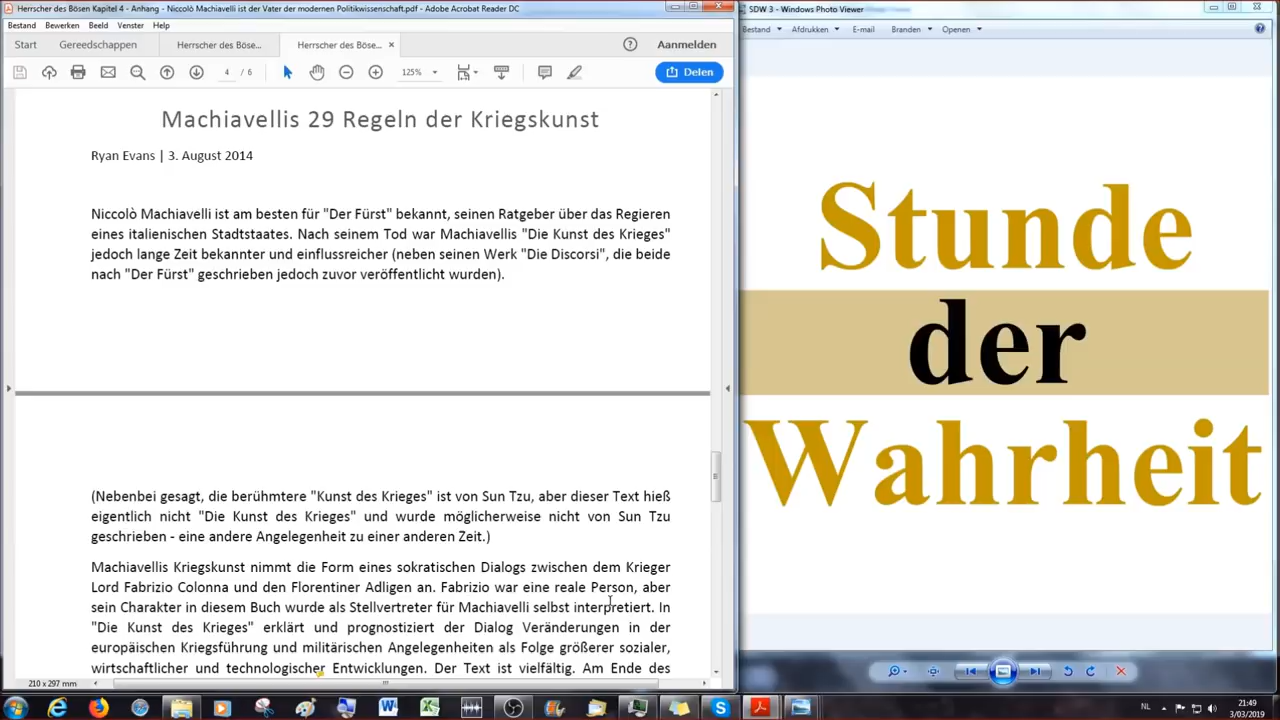 Herrscher des Bösen Kapitel 4 - Anhang - Niccolò Machiavelli ist der Vater der modernen Politikwissenschaft.pdf - Adobe Acrobat Reader DC
Bestand Bewerken Beeld Venster Help
Start Gereedschappen Herrscher des Böse... Herrscher des Böse... × Aanmelden
4 / 6 125% Delen
Machiavellis 29 Regeln der Kriegskunst
Ryan Evans | 3. August 2014
Niccolò Machiavelli ist am besten für "Der Fürst" bekannt, seinen Ratgeber über das Regieren
eines italienischen Stadtstaates. Nach seinem Tod war Machiavellis "Die Kunst des Krieges"
jedoch lange Zeit bekannter und einflussreicher (neben seinen Werk "Die Discorsi", die beide
nach "Der Fürst" geschrieben jedoch zuvor veröffentlicht wurden).
(Nebenbei gesagt, die berühmtere "Kunst des Krieges" ist von Sun Tzu, aber dieser Text hieß
eigentlich nicht "Die Kunst des Krieges" und wurde möglicherweise nicht von Sun Tzu
geschrieben - eine andere Angelegenheit zu einer anderen Zeit.)
Machiavellis Kriegskunst nimmt die Form eines sokratischen Dialogs zwischen dem Krieger
Lord Fabrizio Colonna und den Florentiner Adligen an. Fabrizio war eine reale Person, aber
sein Charakter in diesem Buch wurde als Stellvertreter für Machiavelli selbst interpretiert. In
"Die Kunst des Krieges" erklärt und prognostiziert der Dialog Veränderungen in der
europäischen Kriegsführung und militärischen Angelegenheiten als Folge größerer sozialer,
wirtschaftlicher und technologischer Entwicklungen. Der Text ist vielfältig. Am Ende des
210 x 297 mm
SDW 3 - Windows Photo Viewer
Bestand Afdrukken E-mail Branden Openen
Stunde
der
Wahrheit
NL 21:49
3/03/2019